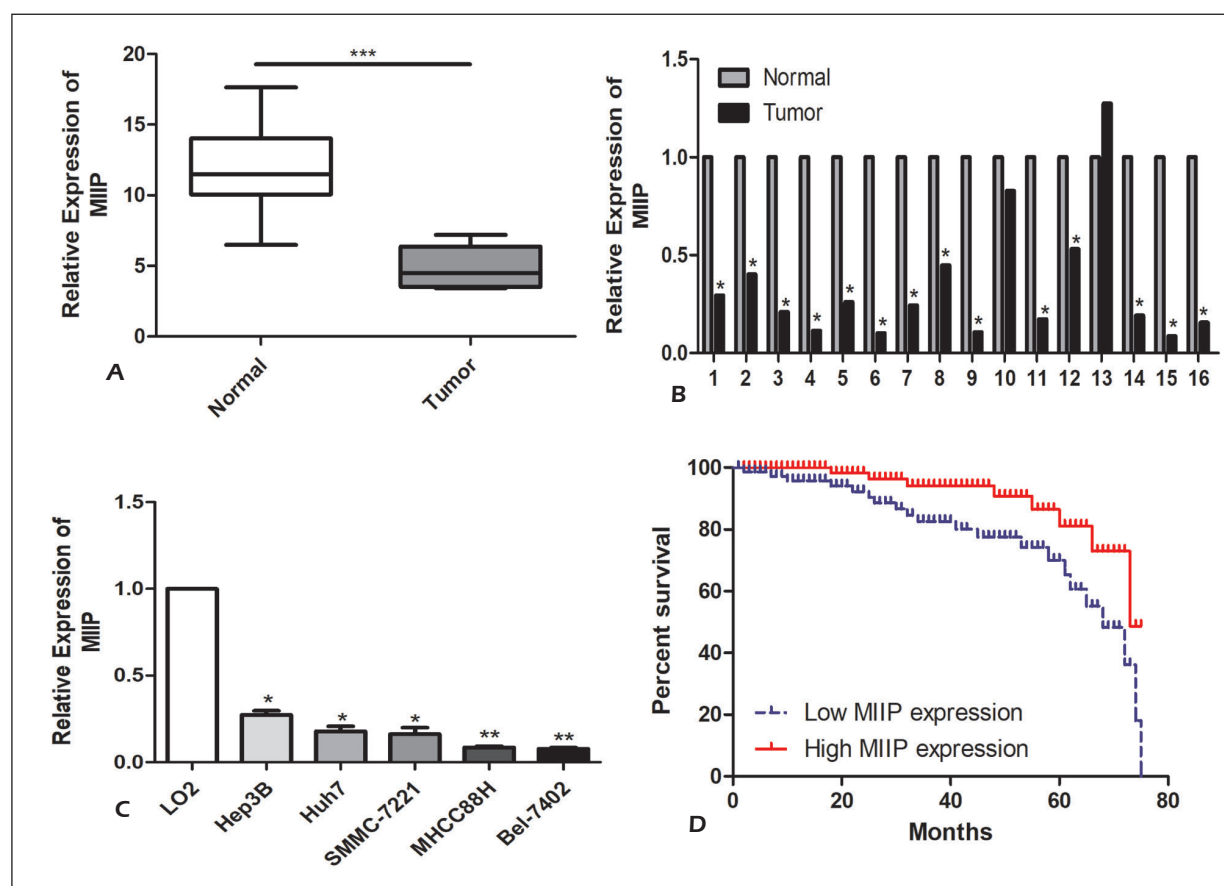 20
15
10
5
0
Relative Expression of
MIIP
***
Normal
Tumor
A
1.5
1.0
0.5
0.0
Relative Expression of
MIIP
Normal
Tumor
* * * * * * * * * * * * * *
1 2 3 4 5 6 7 8 9 10 11 12 13 14 15 16
B
1.5
1.0
0.5
0.0
Relative Expression of
MIIP
* * * ** **
LO2
Hep3B
Huh7
SMMC-7221
MHCC88H
Bel-7402
C
100
80
60
40
20
0
Percent survival
Low MIIP expression
High MIIP expression
0 20 40 60 80
Months
D